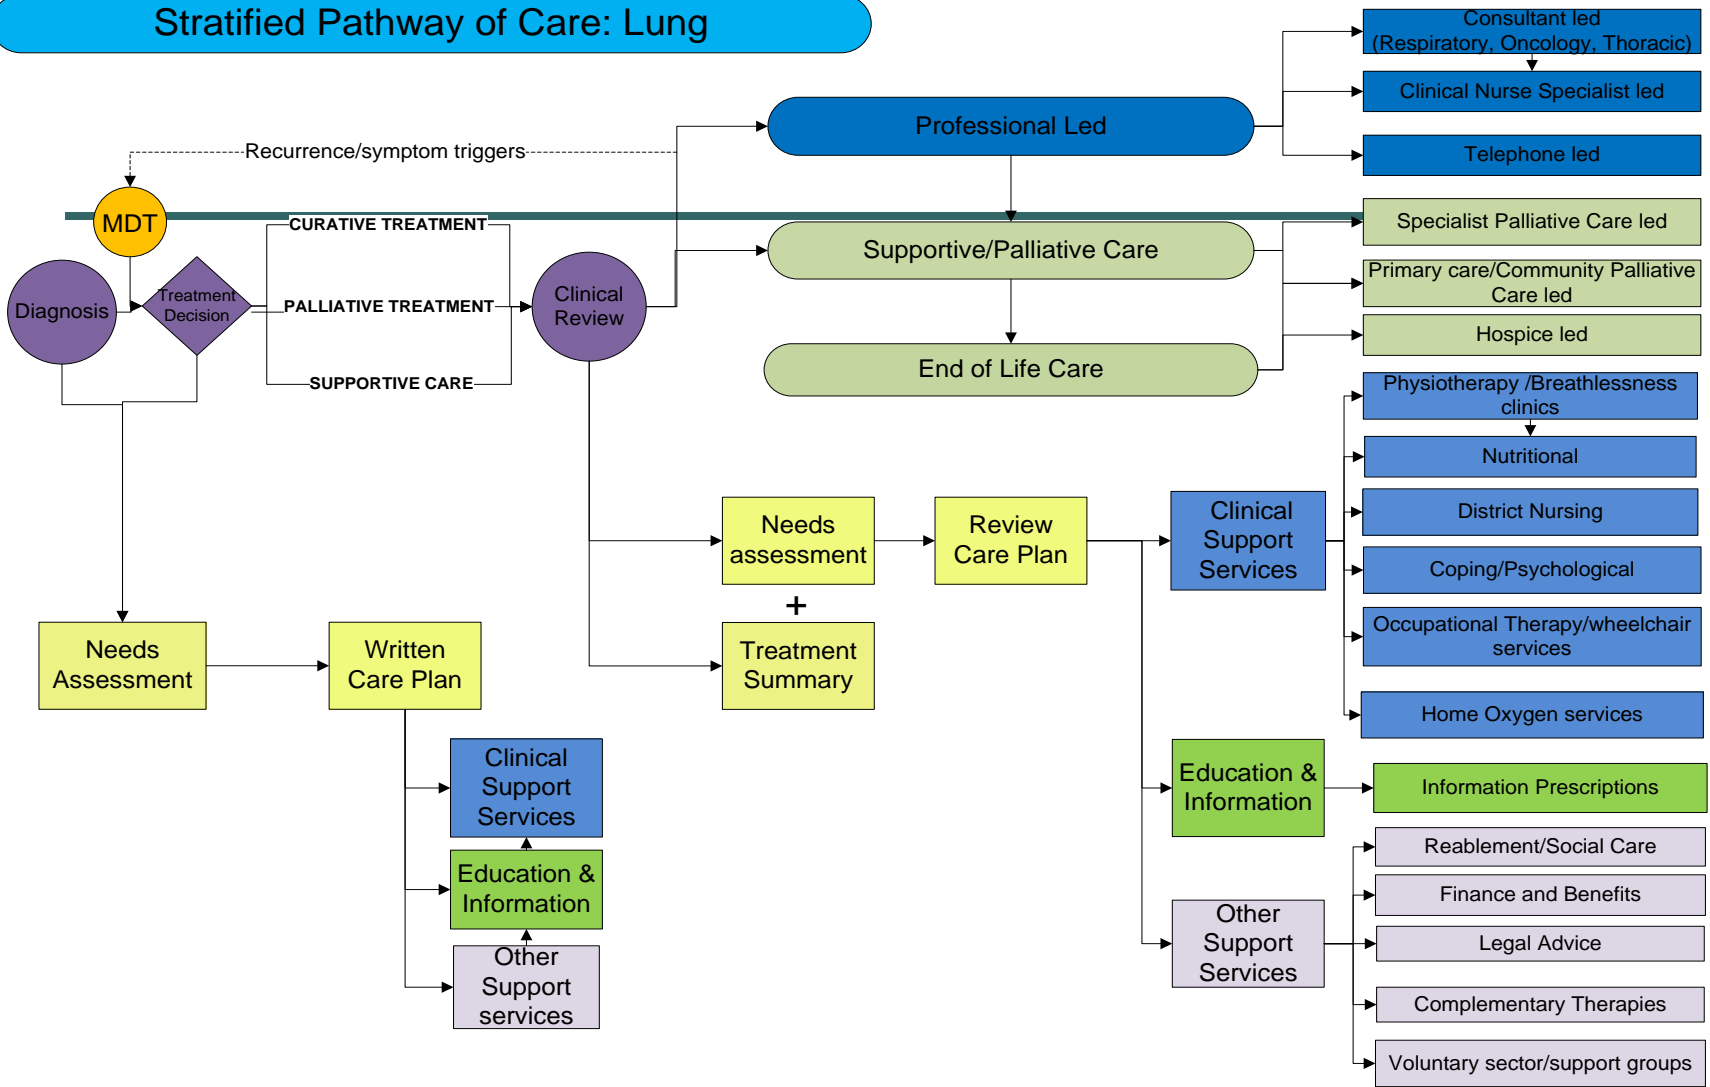 Stratified Pathway of Care: Lung
Consultant led
(Respiratory, Oncology, Thoracic)
Clinical Nurse Specialist led
Professional Led
Telephone led
Recurrence/symptom triggers
MDT
CURATIVE TREATMENT
Specialist Palliative Care led
Supportive/Palliative Care
Primary care/Community Palliative
Care led
Diagnosis
Treatment
Decision
PALLIATIVE TREATMENT
Clinical
Review
Hospice led
End of Life Care
SUPPORTIVE CARE
Physiotherapy /Breathlessness
clinics
Nutritional
Needs
assessment
Review
Care Plan
Clinical
Support
Services
District Nursing
Coping/Psychological
+
Occupational Therapy/wheelchair
services
Needs
Assessment
Written
Care Plan
Treatment
Summary
Home Oxygen services
Clinical
Support
Services
Education &
Information
Information Prescriptions
Education &
Information
Reablement/Social Care
Finance and Benefits
Other
Support
Services
Legal Advice
Other
Support
services
Complementary Therapies
Voluntary sector/support groups